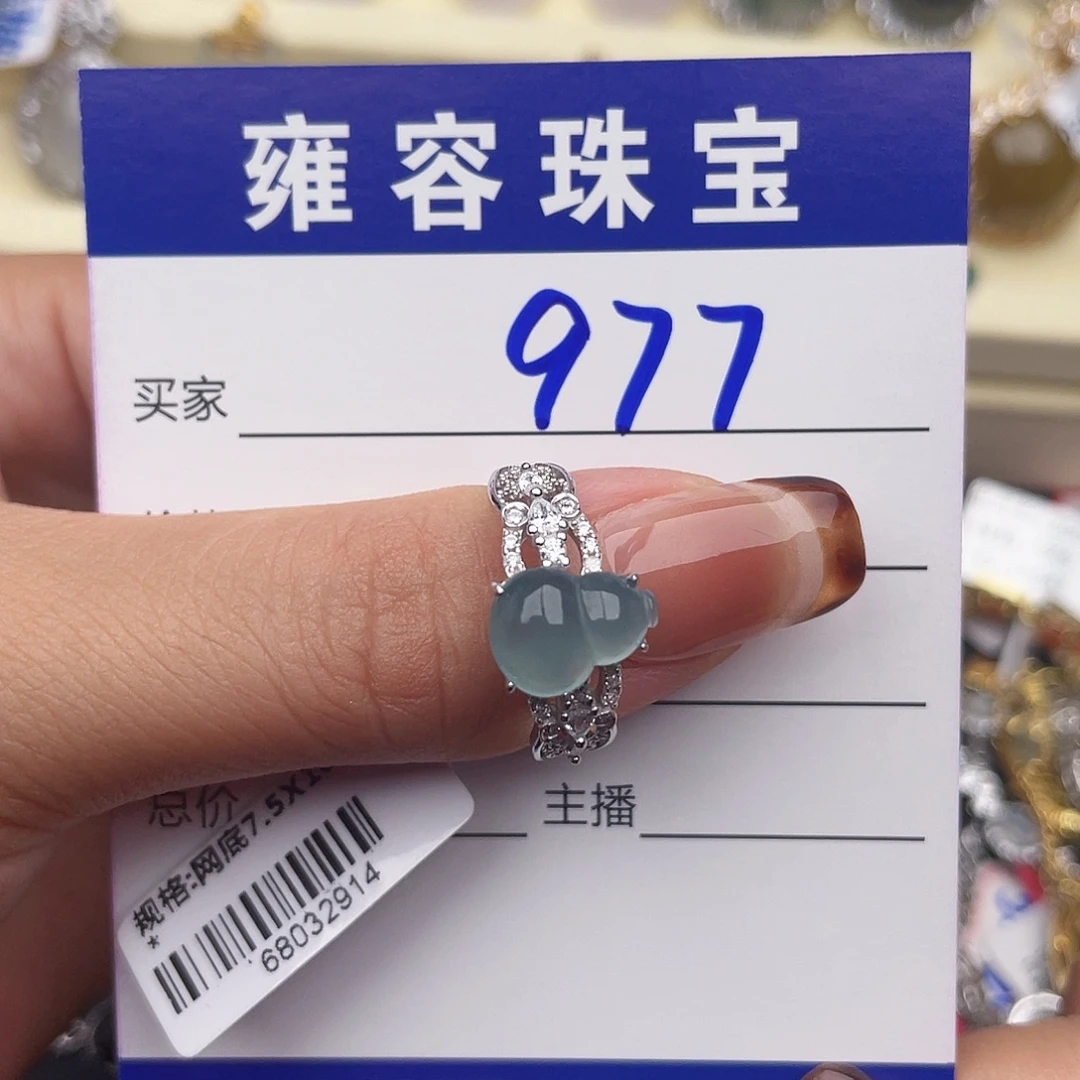 雍容珠宝
买家 977
总价 主播
规格:网底7.5X1
*
68032914